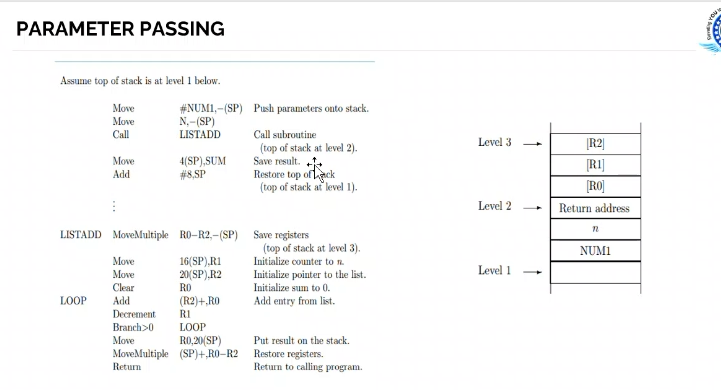 PARAMETER PASSING
Assume top of stack is at level 1 below.
Move #NUM1,−(SP) Push parameters onto stack.
Move N,−(SP)
Call LISTADD Call subroutine
(top of stack at level 2).
Move 4(SP),SUM Save result.
Add #8,SP Restore top of stack
(top of stack at level 1).
⋮
LISTADD MoveMultiple R0−R2,−(SP) Save registers
(top of stack at level 3).
Move 16(SP),R1 Initialize counter to n.
Move 20(SP),R2 Initialize pointer to the list.
Clear R0 Initialize sum to 0.
LOOP Add (R2)+,R0 Add entry from list.
Decrement R1
Branch>0 LOOP
Move R0,20(SP) Put result on the stack.
MoveMultiple (SP)+,R0−R2 Restore registers.
Return Return to calling program.
Level 3 [R2]
[R1]
[R0]
Level 2 Return address
n
NUM1
Level 1